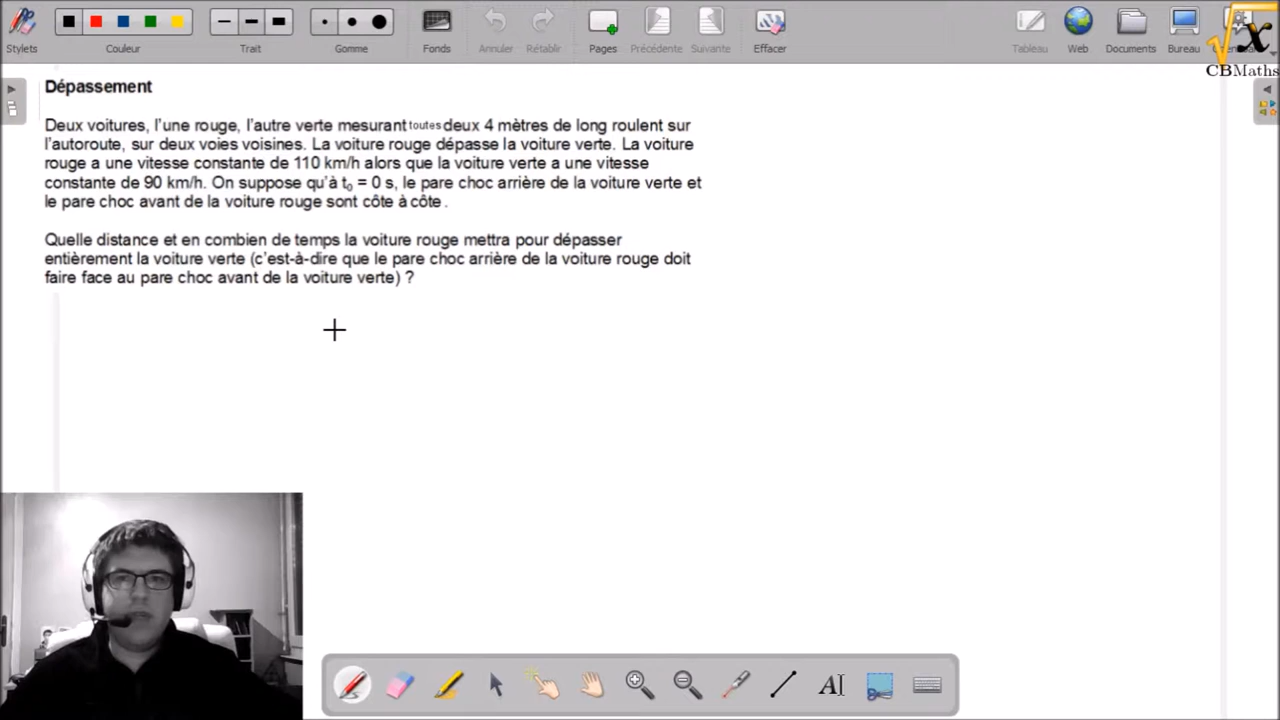 Stylets
Couleur
Trait
Gomme
Fonds
Annuler
Rétablir
Pages
Précédente
Suivante
Effacer
Tableau
Web
Documents
Bureau
√x
CBMaths
Dépassement
Deux voitures, l'une rouge, l'autre verte mesurant toutes deux 4 mètres de long roulent sur
l'autoroute, sur deux voies voisines. La voiture rouge dépasse la voiture verte. La voiture
rouge a une vitesse constante de 110 km/h alors que la voiture verte a une vitesse
constante de 90 km/h. On suppose qu'à t₀ = 0 s, le pare choc arrière de la voiture verte et
le pare choc avant de la voiture rouge sont côte à côte .
Quelle distance et en combien de temps la voiture rouge mettra pour dépasser
entièrement la voiture verte (c'est-à-dire que le pare choc arrière de la voiture rouge doit
faire face au pare choc avant de la voiture verte) ?
AI